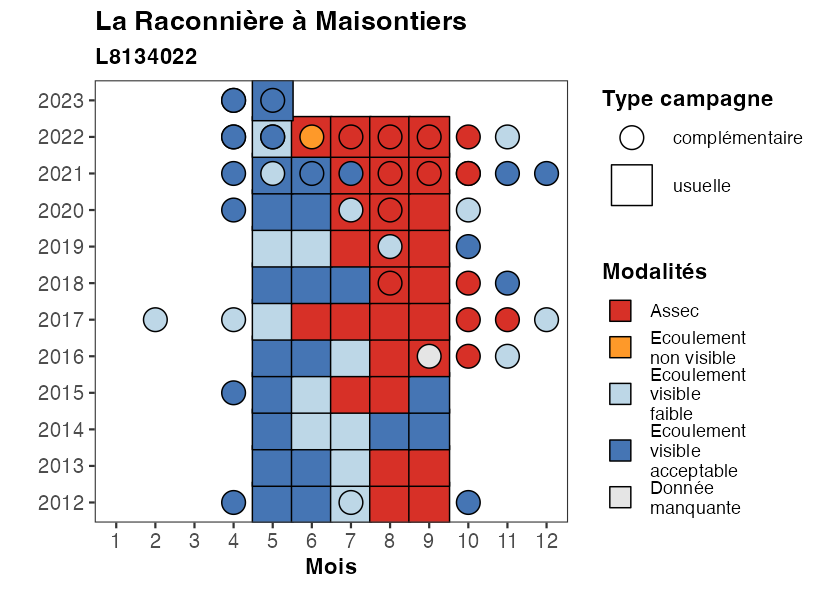 La Raconnière à Maisontiers
L8134022
2023
2022
2021
2020
2019
2018
2017
2016
2015
2014
2013
2012
1 2 3 4 5 6 7 8 9 10 11 12
Mois
Type campagne
complémentaire
usuelle
Modalités
Assec
Ecoulement
non visible
Ecoulement
visible
faible
Ecoulement
visible
acceptable
Donnée
manquante